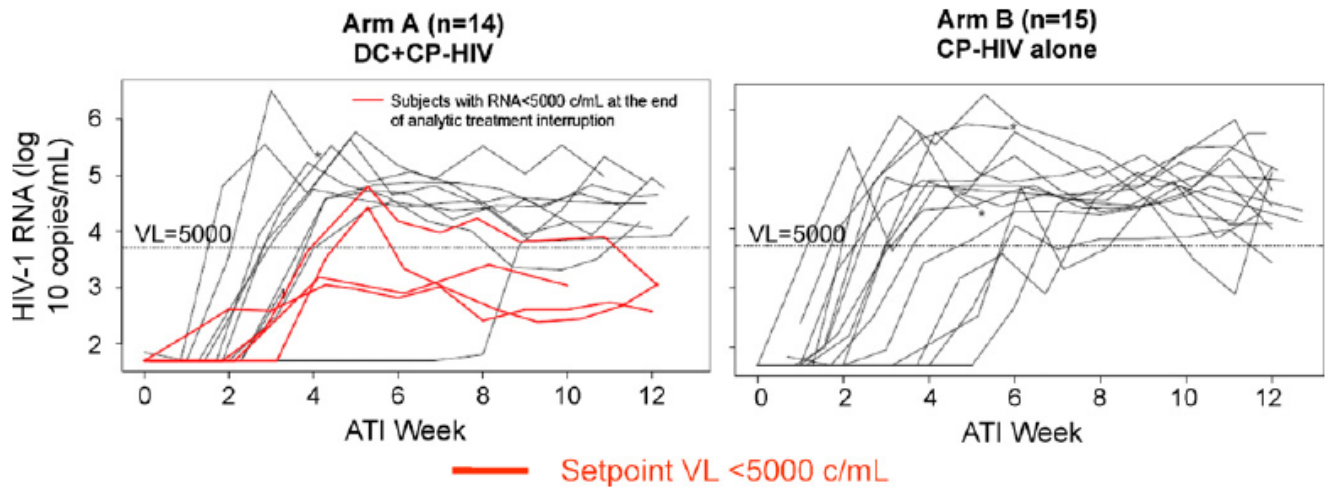 Arm A (n=14)
DC+CP-HIV
Arm B (n=15)
CP-HIV alone
HIV-1 RNA (log
10 copies/mL)
6
5
4
3
2
Subjects with RNA<5000 c/mL at the end
of analytic treatment interruption
VL=5000
*
0 2 4 6 8 10 12
ATI Week
VL=5000
*
*
*
0 2 4 6 8 10 12
ATI Week
Setpoint VL <5000 c/mL